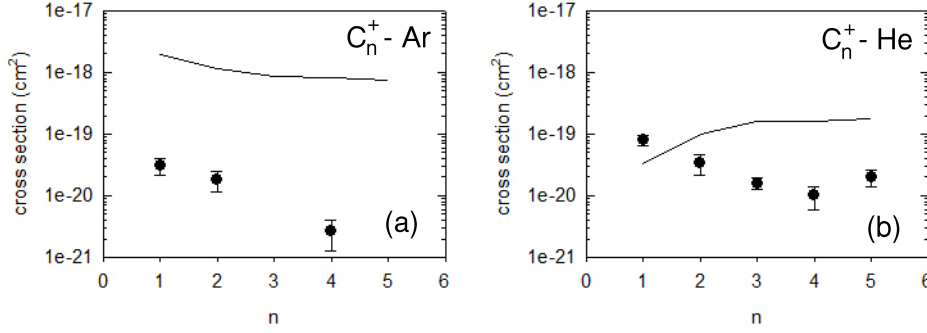 1e-17
1e-18
1e-19
1e-20
1e-21
cross section (cm²)
0 1 2 3 4 5 6
n
C_n^+ - Ar
(a)
1e-17
1e-18
1e-19
1e-20
1e-21
cross section (cm²)
0 1 2 3 4 5 6
n
C_n^+ - He
(b)